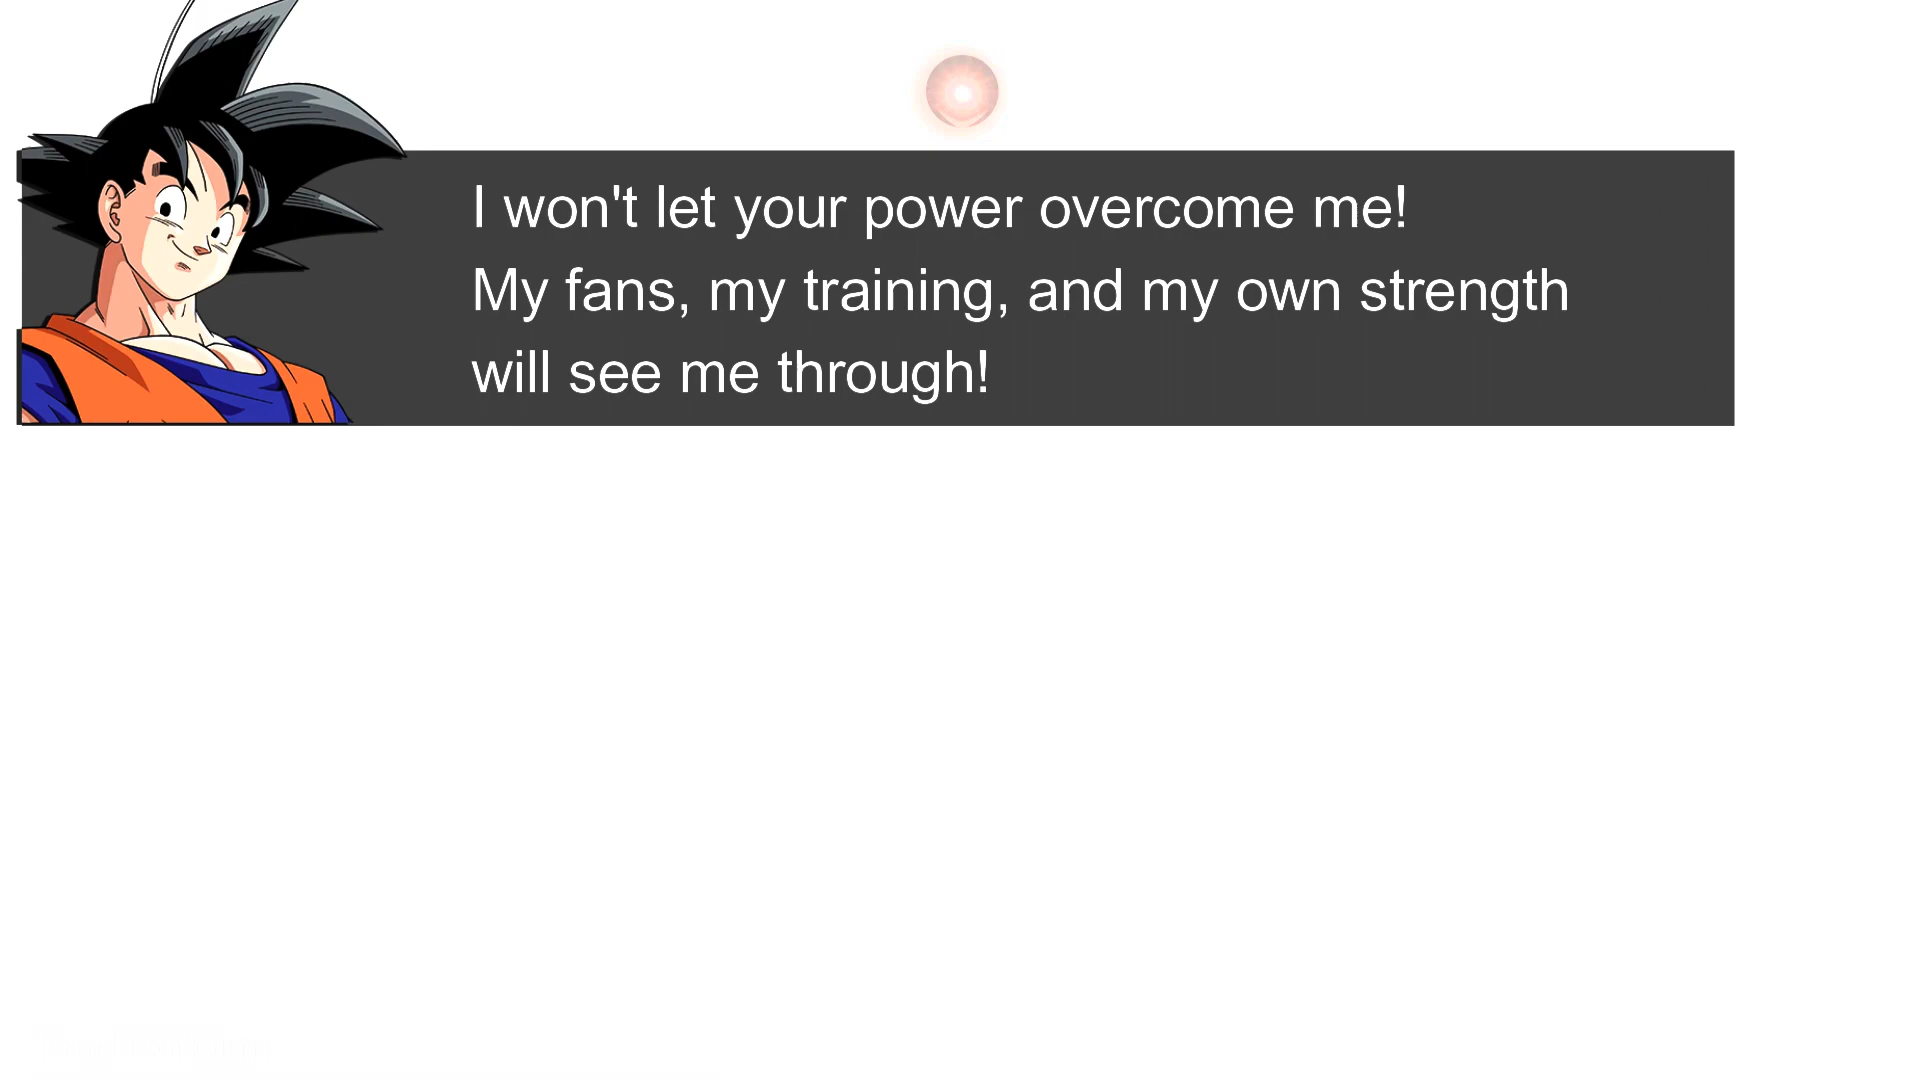 I won't let your power overcome me!
My fans, my training, and my own strength
will see me through!